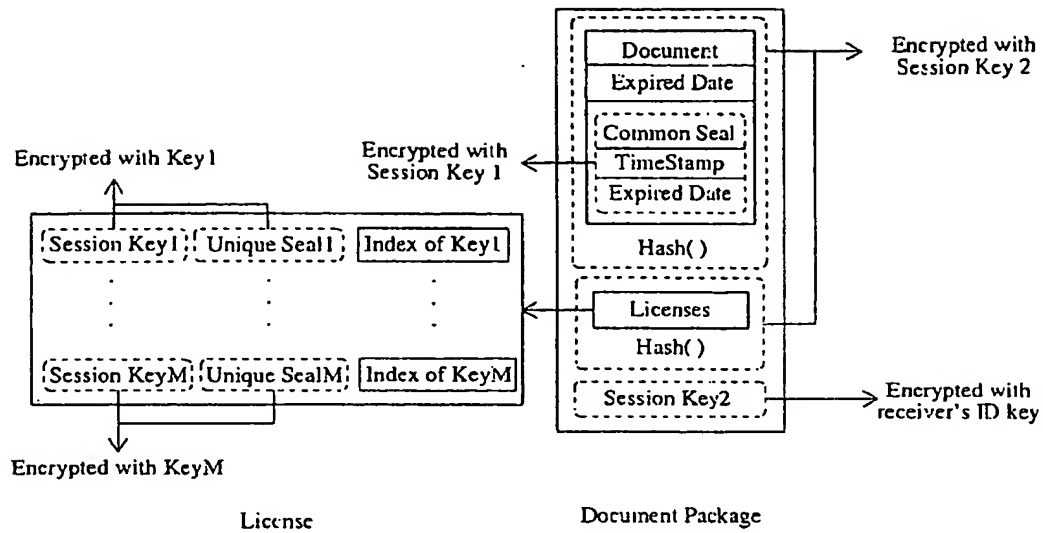 Document
Expired Date
Common Seal
TimeStamp
Expired Date
Hash( )
Licenses
Hash( )
Session Key2
Encrypted with
Session Key 2
Encrypted with
Session Key 1
Encrypted with
receiver's ID key
Encrypted with Key1
Session Key1 Unique Seal1 Index of Key1
Session KeyM Unique SealM Index of KeyM
Encrypted with KeyM
License
Document Package